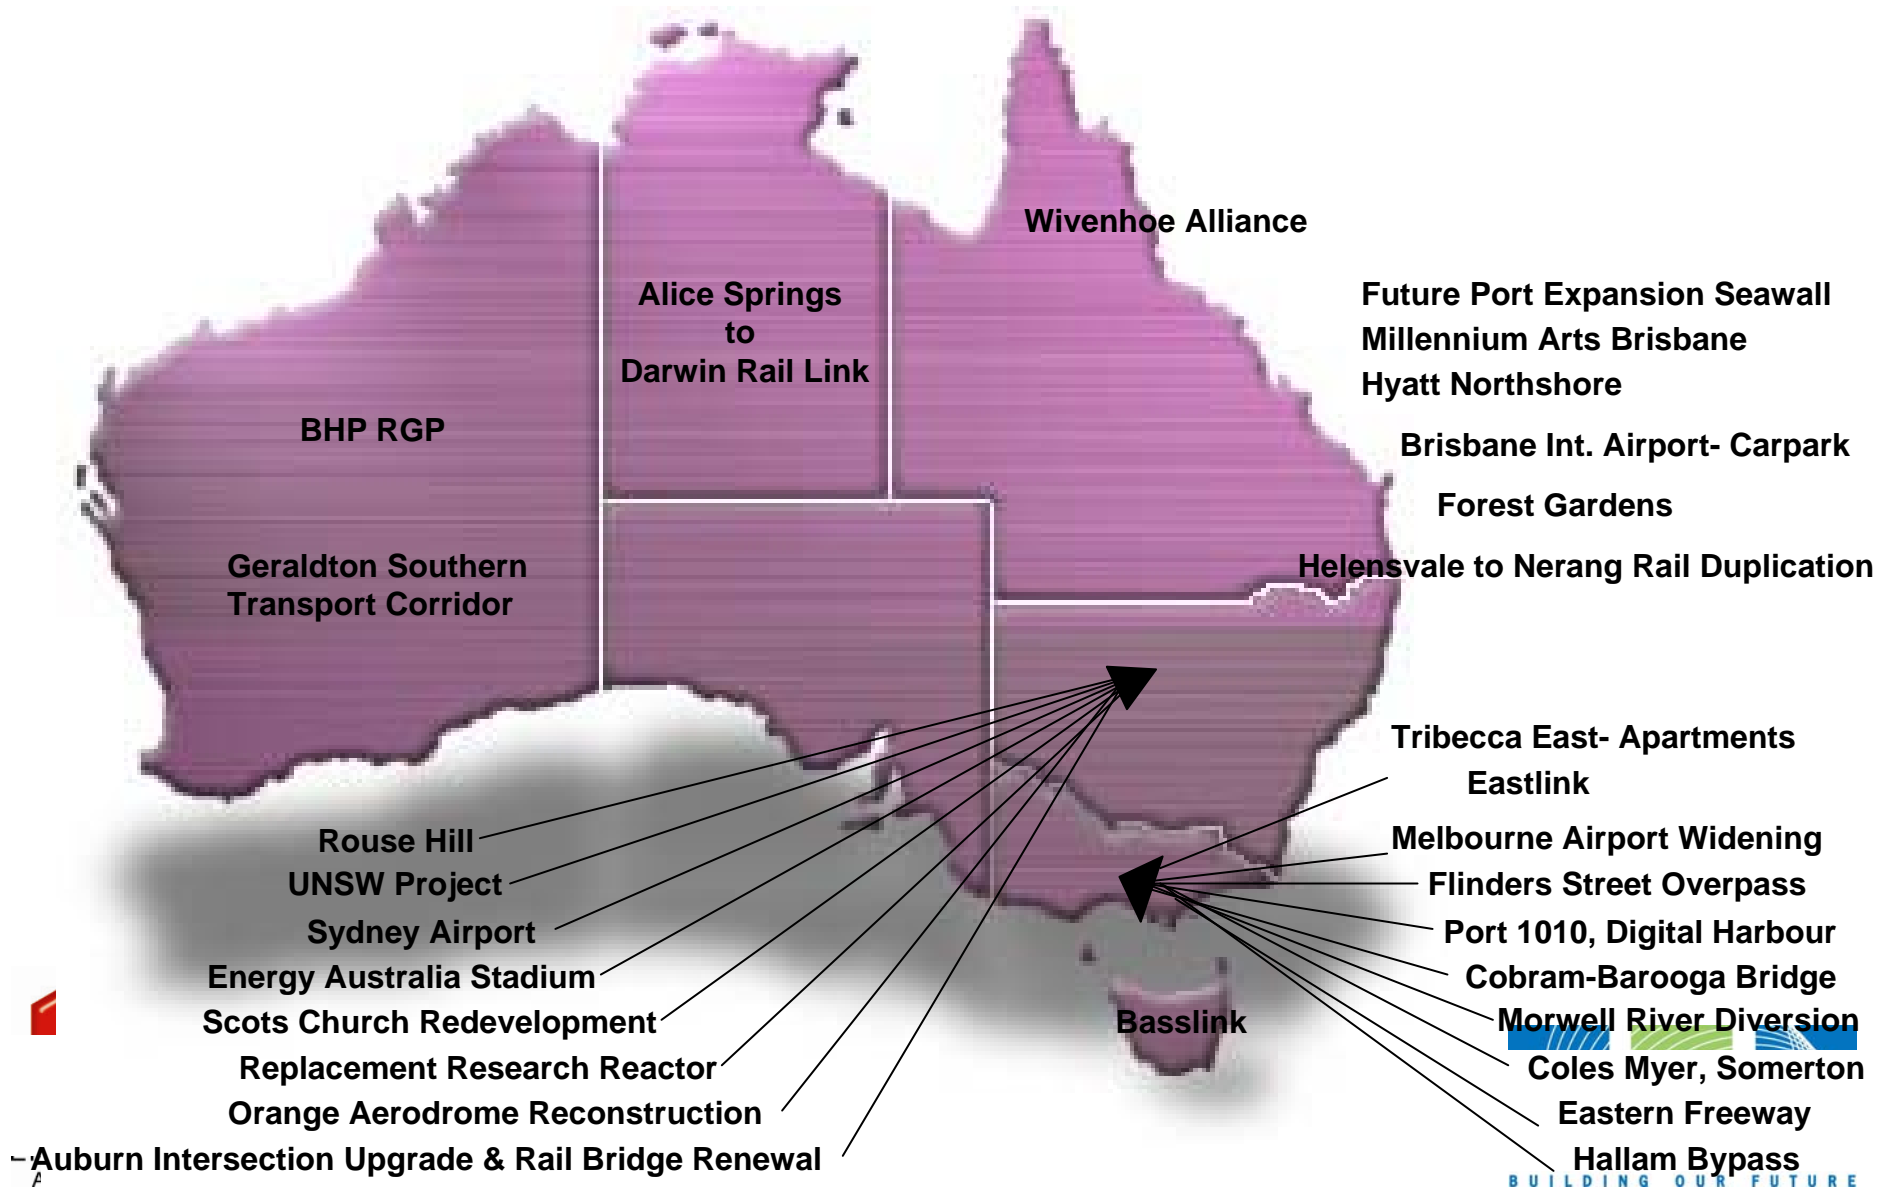 Wivenhoe Alliance
Alice Springs
to
Darwin Rail Link
Future Port Expansion Seawall
Millennium Arts Brisbane
Hyatt Northshore
BHP RGP
Brisbane Int. Airport- Carpark
Forest Gardens
Geraldton Southern
Transport Corridor
Helensvale to Nerang Rail Duplication
Tribecca East- Apartments
Eastlink
Rouse Hill
UNSW Project
Sydney Airport
Energy Australia Stadium
Scots Church Redevelopment
Replacement Research Reactor
Orange Aerodrome Reconstruction
Auburn Intersection Upgrade & Rail Bridge Renewal
Melbourne Airport Widening
Flinders Street Overpass
Port 1010, Digital Harbour
Cobram-Barooga Bridge
Morwell River Diversion
Coles Myer, Somerton
Eastern Freeway
Hallam Bypass
Basslink
BUILDING OUR FUTURE